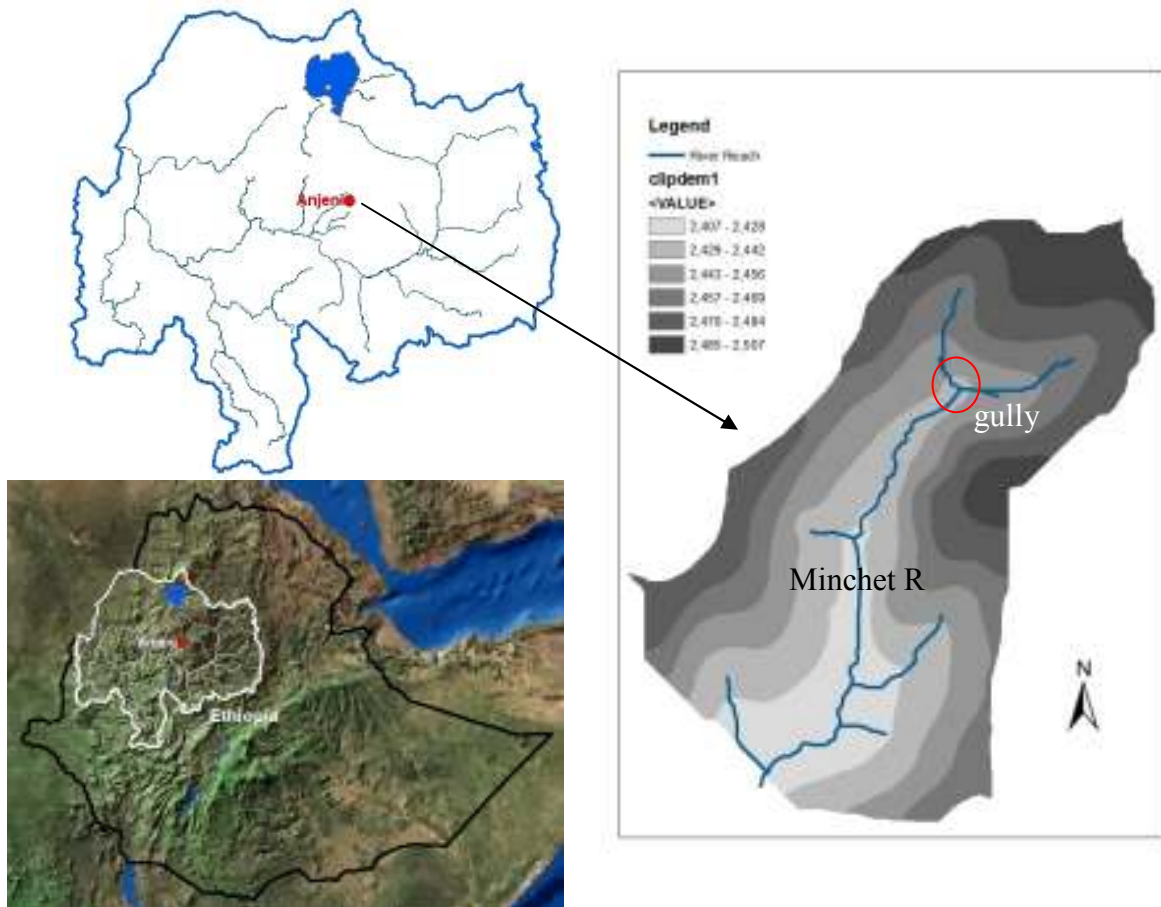 Anjeni
Legend
River Reach
clipdem1
<VALUE>
2,407 - 2,428
2,429 - 2,442
2,443 - 2,456
2,457 - 2,469
2,470 - 2,484
2,485 - 2,507
gully
Minchet R
N
Ethiopia